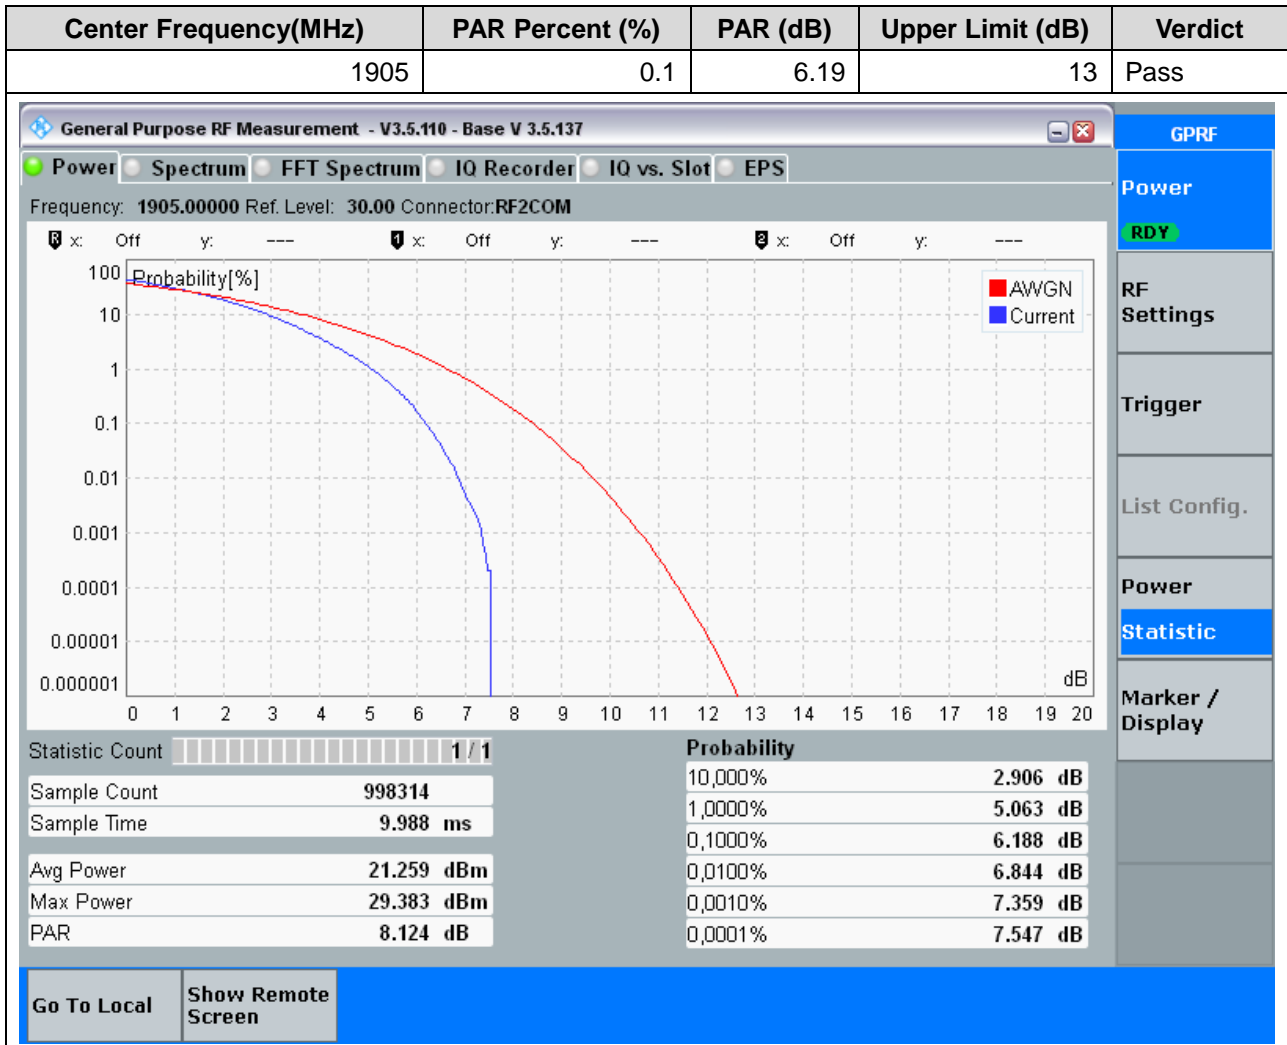 Center Frequency(MHz) PAR Percent (%) PAR (dB) Upper Limit (dB) Verdict
1905 0.1 6.19 13 Pass
General Purpose RF Measurement - V3.5.110 - Base V 3.5.137
GPRF
Power Spectrum FFT Spectrum IQ Recorder IQ vs. Slot EPS
Power
RDY
Frequency: 1905.00000 Ref. Level: 30.00 Connector:RF2COM
R x: Off y: --- 1 x: Off y: --- 2 x: Off y: ---
Probability[%]
AWGN
Current
100
10
1
0.1
0.01
0.001
0.0001
0.00001
0.000001
dB
0 1 2 3 4 5 6 7 8 9 10 11 12 13 14 15 16 17 18 19 20
RF
Settings
Trigger
List Config.
Power
Statistic
Marker /
Display
Statistic Count 1 / 1
Sample Count 998314
Sample Time 9.988 ms
Avg Power 21.259 dBm
Max Power 29.383 dBm
PAR 8.124 dB
Probability
10,000% 2.906 dB
1,0000% 5.063 dB
0,1000% 6.188 dB
0,0100% 6.844 dB
0,0010% 7.359 dB
0,0001% 7.547 dB
Go To Local
Show Remote
Screen